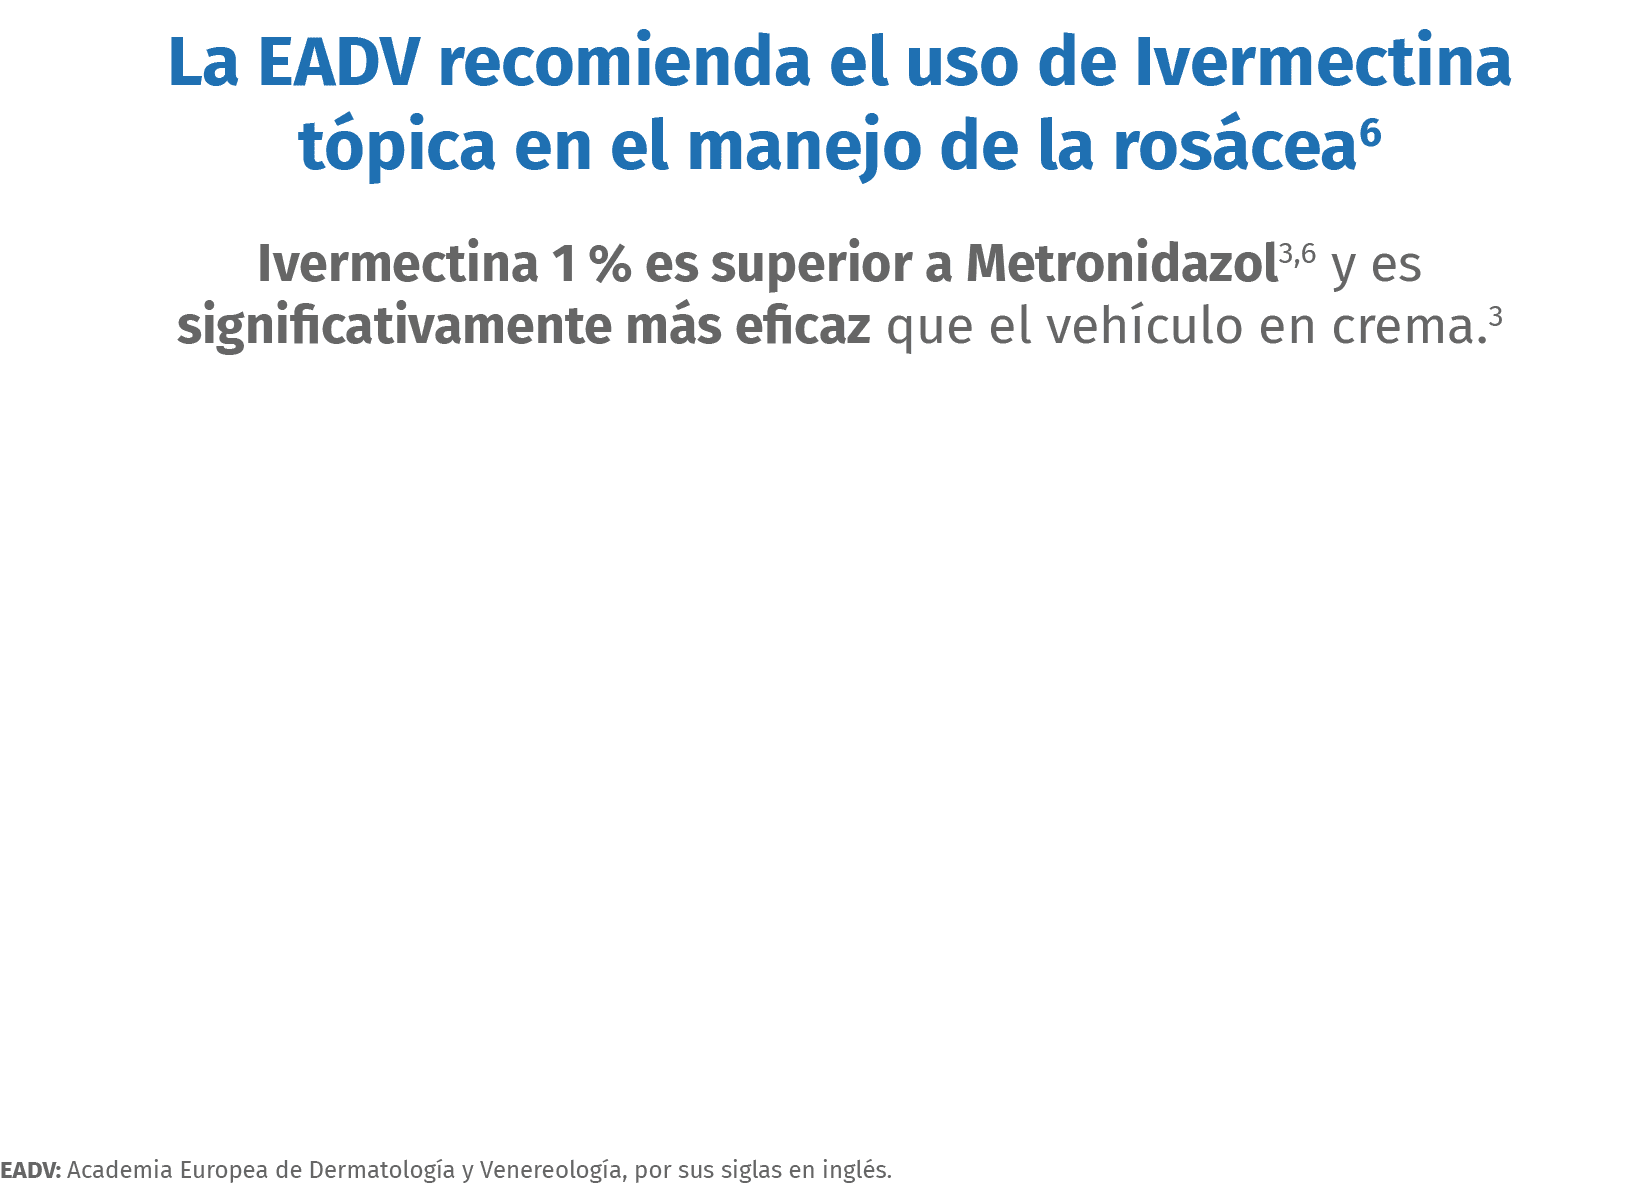 La EADV recomienda el uso de Ivermectina
tópica en el manejo de la rosácea⁶
Ivermectina 1 % es superior a Metronidazol³,⁶ y es
significativamente más eficaz que el vehículo en crema.³
EADV: Academia Europea de Dermatología y Venereología, por sus siglas en inglés.